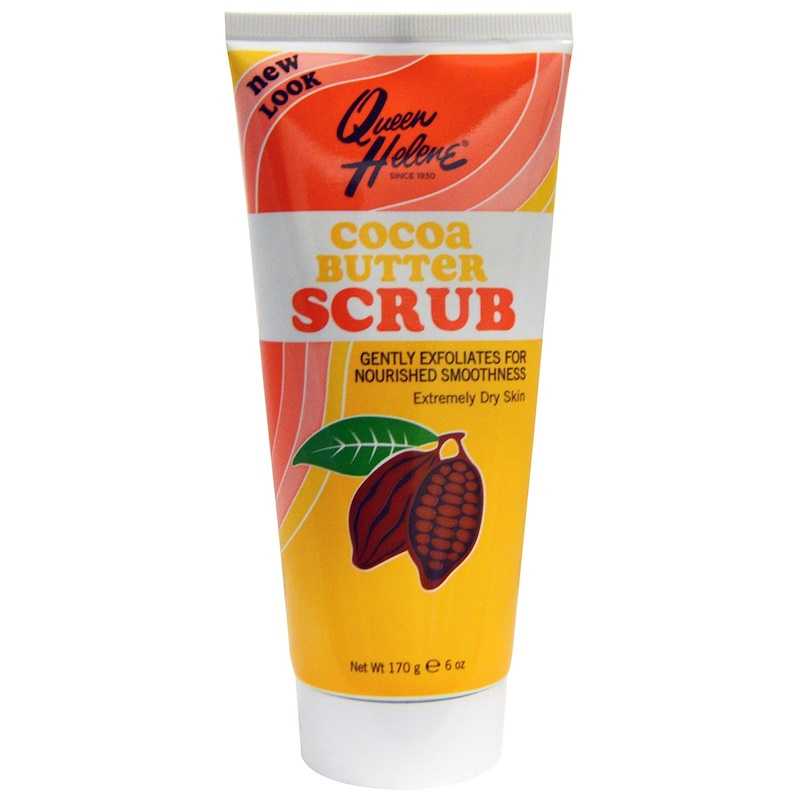 new
LOOK
Queen
Helene®
SINCE 1930
cocoa
BUTTeR
SCRUB
GENTLY EXFOLIATES FOR
NOURISHED SMOOTHNESS
Extremely Dry Skin
Net Wt 170 g ℮ 6 oz